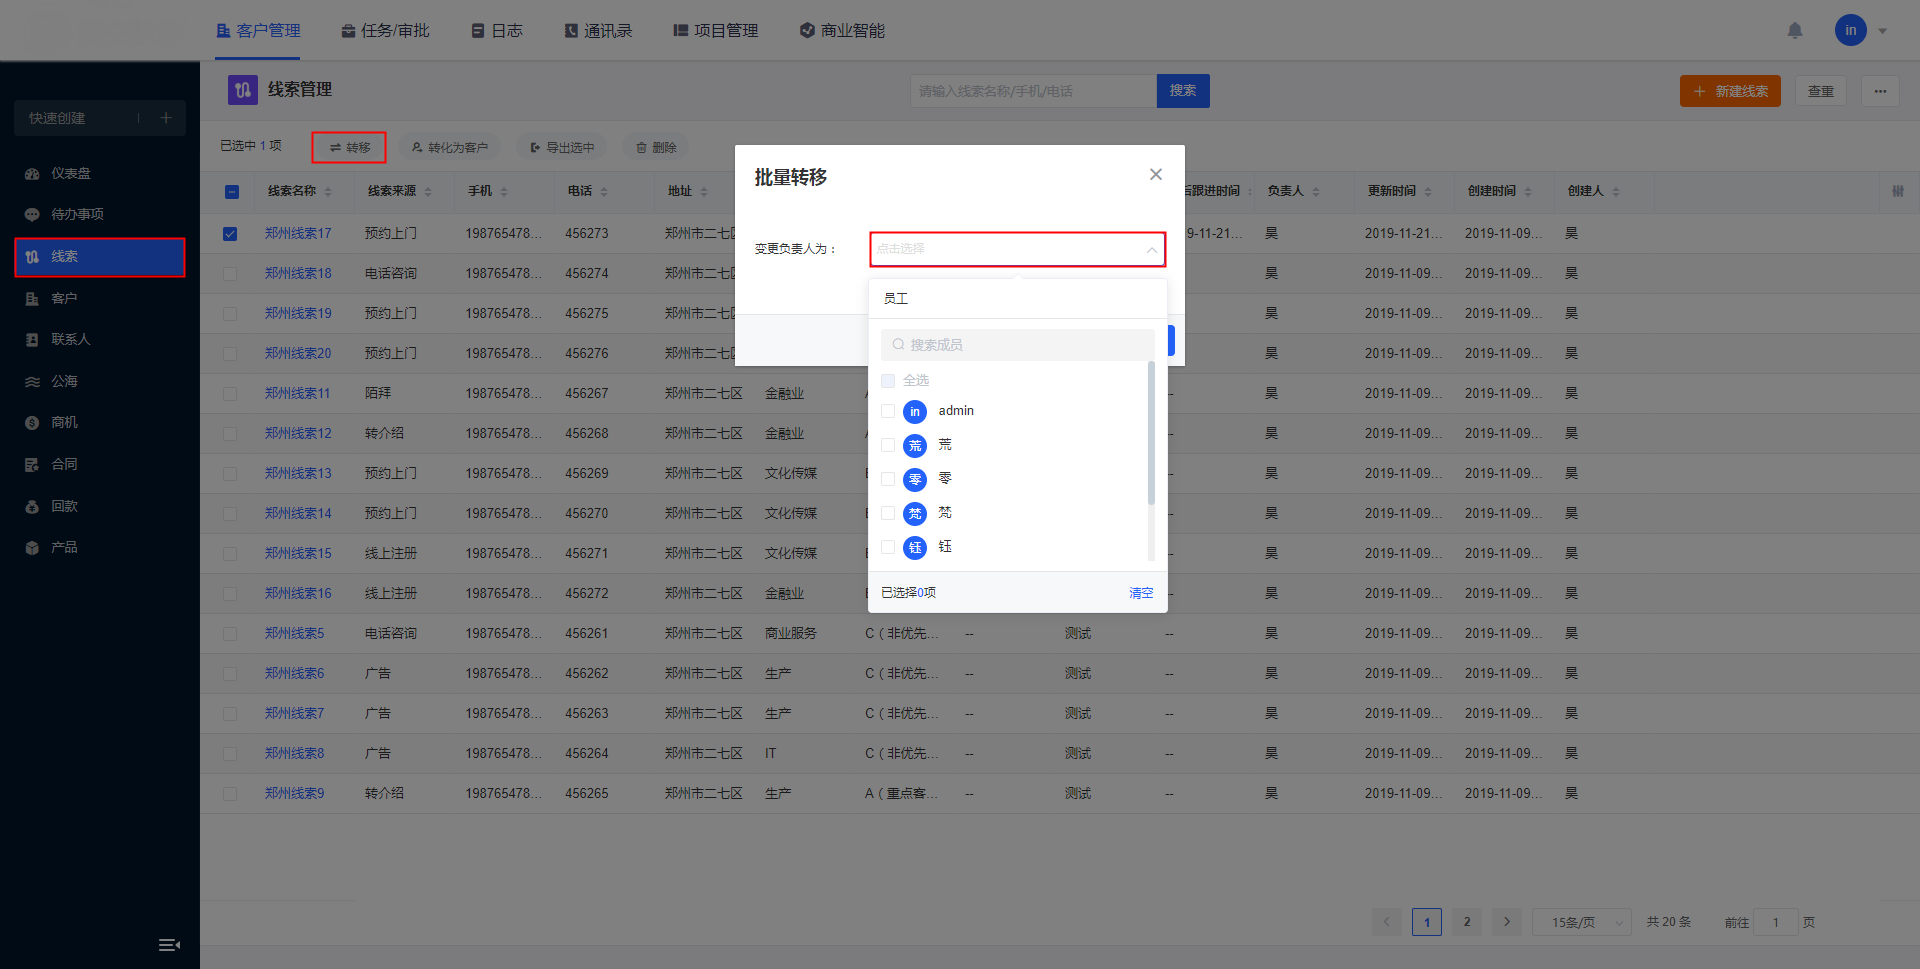 客户管理 任务/审批 日志 通讯录 项目管理 商业智能 in
快速创建
仪表盘
待办事项
线索
客户
联系人
公海
商机
合同
回款
产品
线索管理 请输入线索名称/手机/电话 搜索 新建线索 查重
已选中 1 项 转移 转化为客户 导出选中 删除
线索名称 线索来源 手机 电话 地址 跟进时间 负责人 更新时间 创建时间 创建人
郑州线索17 预约上门 198765478... 456273 郑州市二七区 9-11-21... 昊 2019-11-21... 2019-11-09... 昊
郑州线索18 电话咨询 198765478... 456274 郑州市二七区 昊 2019-11-09... 2019-11-09... 昊
郑州线索19 预约上门 198765478... 456275 郑州市二七区 昊 2019-11-09... 2019-11-09... 昊
郑州线索20 预约上门 198765478... 456276 郑州市二七区 昊 2019-11-09... 2019-11-09... 昊
郑州线索11 陌拜 198765478... 456267 郑州市二七区 金融业 -- 昊 2019-11-09... 2019-11-09... 昊
郑州线索12 转介绍 198765478... 456268 郑州市二七区 金融业 -- 昊 2019-11-09... 2019-11-09... 昊
郑州线索13 预约上门 198765478... 456269 郑州市二七区 文化传媒 -- 昊 2019-11-09... 2019-11-09... 昊
郑州线索14 预约上门 198765478... 456270 郑州市二七区 文化传媒 -- 昊 2019-11-09... 2019-11-09... 昊
郑州线索15 线上注册 198765478... 456271 郑州市二七区 文化传媒 -- 昊 2019-11-09... 2019-11-09... 昊
郑州线索16 线上注册 198765478... 456272 郑州市二七区 金融业 -- 昊 2019-11-09... 2019-11-09... 昊
郑州线索5 电话咨询 198765478... 456261 郑州市二七区 商业服务 C（非优先... -- 测试 -- 昊 2019-11-09... 2019-11-09... 昊
郑州线索6 广告 198765478... 456262 郑州市二七区 生产 C（非优先... -- 测试 -- 昊 2019-11-09... 2019-11-09... 昊
郑州线索7 广告 198765478... 456263 郑州市二七区 生产 C（非优先... -- 测试 -- 昊 2019-11-09... 2019-11-09... 昊
郑州线索8 广告 198765478... 456264 郑州市二七区 IT C（非优先... -- 测试 -- 昊 2019-11-09... 2019-11-09... 昊
郑州线索9 转介绍 198765478... 456265 郑州市二七区 生产 A（重点客... -- 测试 -- 昊 2019-11-09... 2019-11-09... 昊
批量转移
变更负责人为： 点击选择
员工
搜索成员
全选
in admin
荒 荒
零 零
梵 梵
钰 钰
已选择0项 清空
1 2 15条/页 共 20 条 前往 1 页